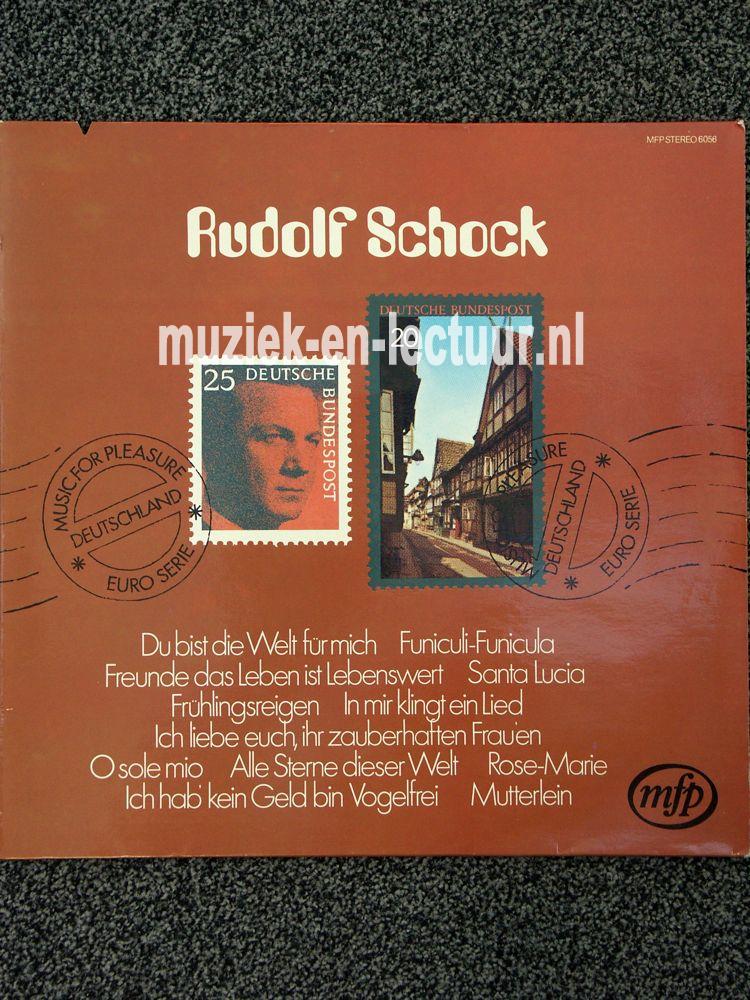 MFP STEREO 6056
Rudolf Schock
muziek-en-lectuur.nl
DEUTSCHE BUNDESPOST
20
25 DEUTSCHE
BUNDESPOST
MUSIC FOR PLEASURE
DEUTSCHLAND
EURO SERIE
MUSIC PLEASURE
DEUTSCHLAND
EURO SERIE
Du bist die Welt für mich Funiculi-Funicula
Freunde das Leben ist Lebenswert Santa Lucia
Frühlingsreigen In mir klingt ein Lied
Ich liebe euch, ihr zauberhaften Frauen
O sole mio Alle Sterne dieser Welt Rose-Marie
Ich hab' kein Geld bin Vogelfrei Mutterlein
mfp